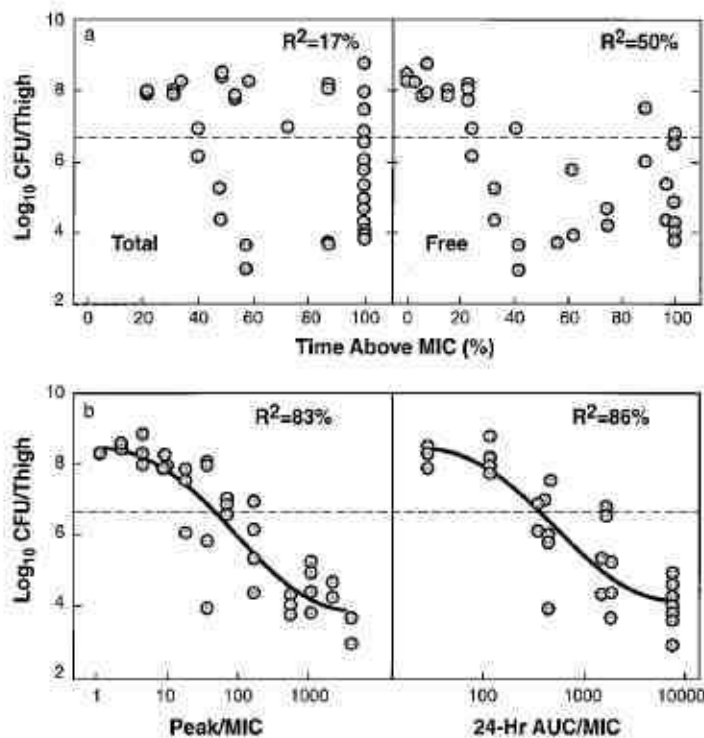 a
R²=17%
R²=50%
10
8
6
4
2
Log₁₀ CFU/Thigh
Total
Free
0 20 40 60 80 100
0 20 40 60 80 100
Time Above MIC (%)
b
R²=83%
R²=86%
10
8
6
4
2
Log₁₀ CFU/Thigh
1 10 100 1000
100 1000 10000
Peak/MIC
24-Hr AUC/MIC